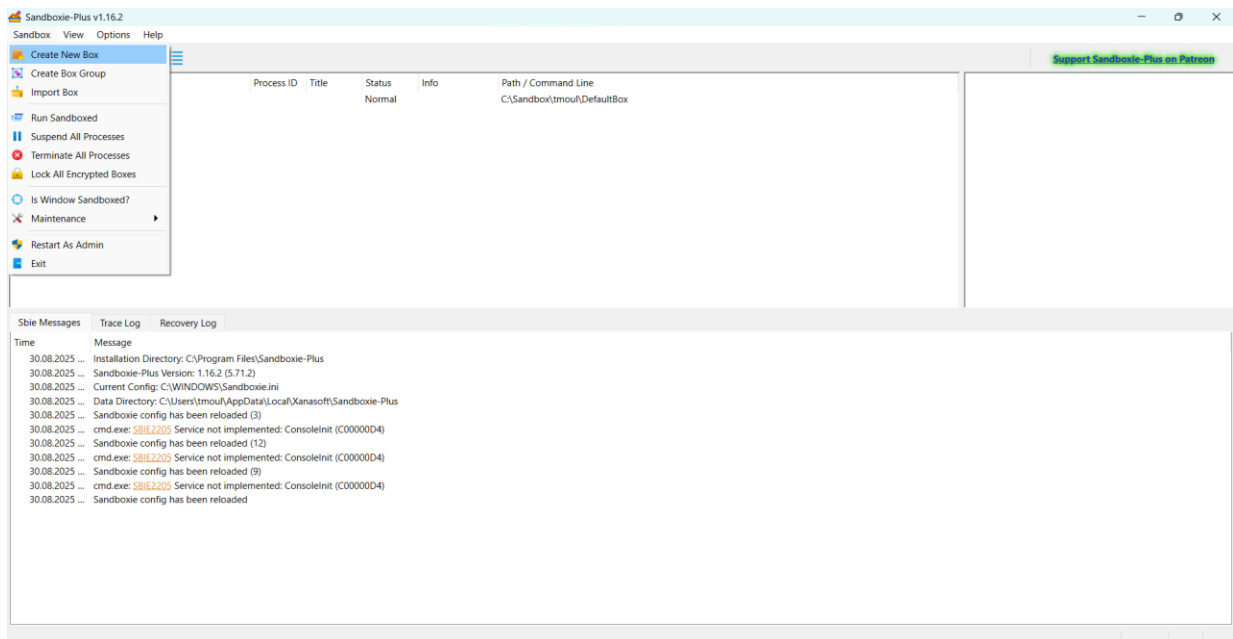 Sandboxie-Plus v1.16.2
Sandbox View Options Help
Create New Box
Support Sandboxie-Plus on Patreon
Create Box Group
Import Box
Run Sandboxed
Suspend All Processes
Terminate All Processes
Lock All Encrypted Boxes
Is Window Sandboxed?
Maintenance
Restart As Admin
Exit
Process ID Title Status Info Path / Command Line
Normal C:\Sandbox\tmoul\DefaultBox
Sbie Messages Trace Log Recovery Log
Time Message
30.08.2025 ... Installation Directory: C:\Program Files\Sandboxie-Plus
30.08.2025 ... Sandboxie-Plus Version: 1.16.2 (5.71.2)
30.08.2025 ... Current Config: C:\WINDOWS\Sandboxie.ini
30.08.2025 ... Data Directory: C:\Users\tmoul\AppData\Local\Xanasoft\Sandboxie-Plus
30.08.2025 ... Sandboxie config has been reloaded (3)
30.08.2025 ... cmd.exe: SBIE2205 Service not implemented: ConsoleInit (C00000D4)
30.08.2025 ... Sandboxie config has been reloaded (12)
30.08.2025 ... cmd.exe: SBIE2205 Service not implemented: ConsoleInit (C00000D4)
30.08.2025 ... Sandboxie config has been reloaded (9)
30.08.2025 ... cmd.exe: SBIE2205 Service not implemented: ConsoleInit (C00000D4)
30.08.2025 ... Sandboxie config has been reloaded